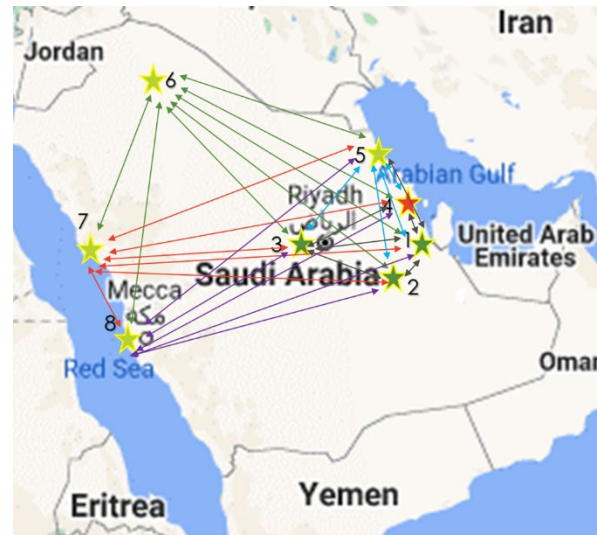 Iran
Jordan
6
5
Arabian Gulf
Riyadh
4
الرياض
7
3
1
United Arab
Emirates
Saudi Arabia
2
Mecca
مكة
8
Red Sea
Oman
Yemen
Eritrea